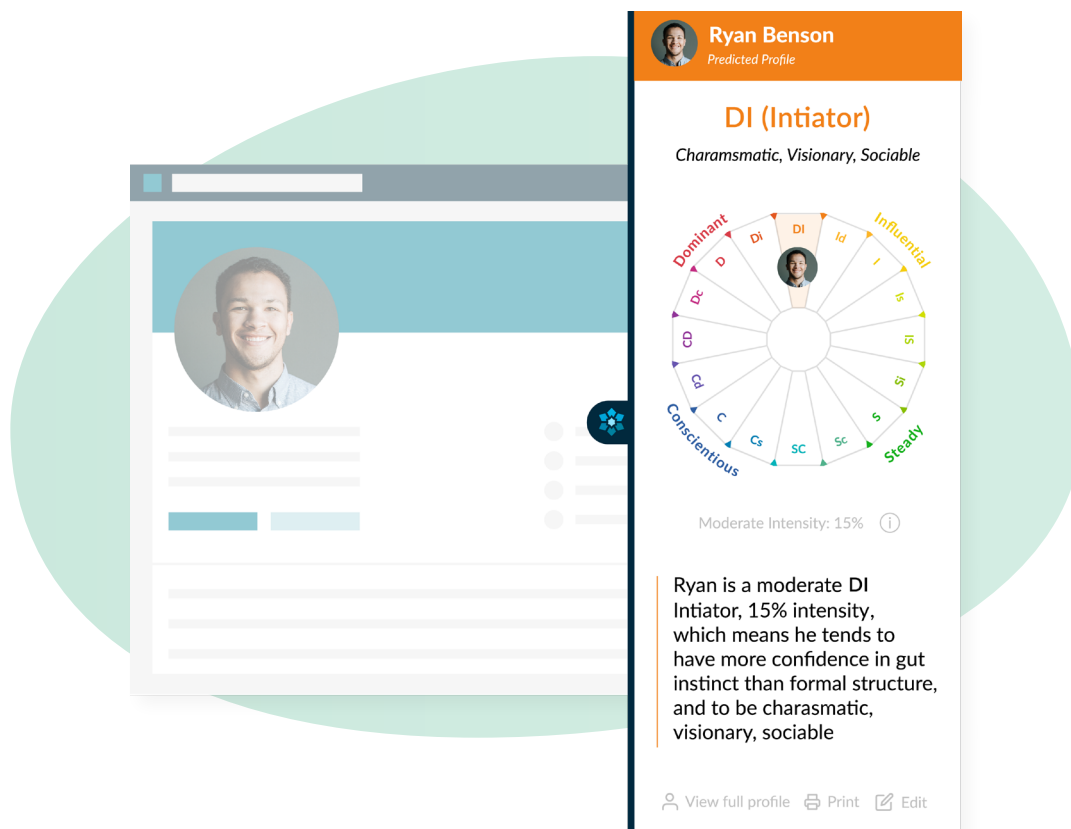 Ryan Benson
Predicted Profile
DI (Intiator)
Charamsmatic, Visionary, Sociable
Dominant
Influential
Di
DI
Id
D
I
Dc
Is
CD
IS
Cd
Si
C
S
Cs
SC
Sc
Conscientious
Steady
Moderate Intensity: 15%
i
Ryan is a moderate DI
Intiator, 15% intensity,
which means he tends to
have more confidence in gut
instinct than formal structure,
and to be charasmatic,
visionary, sociable
View full profile Print Edit